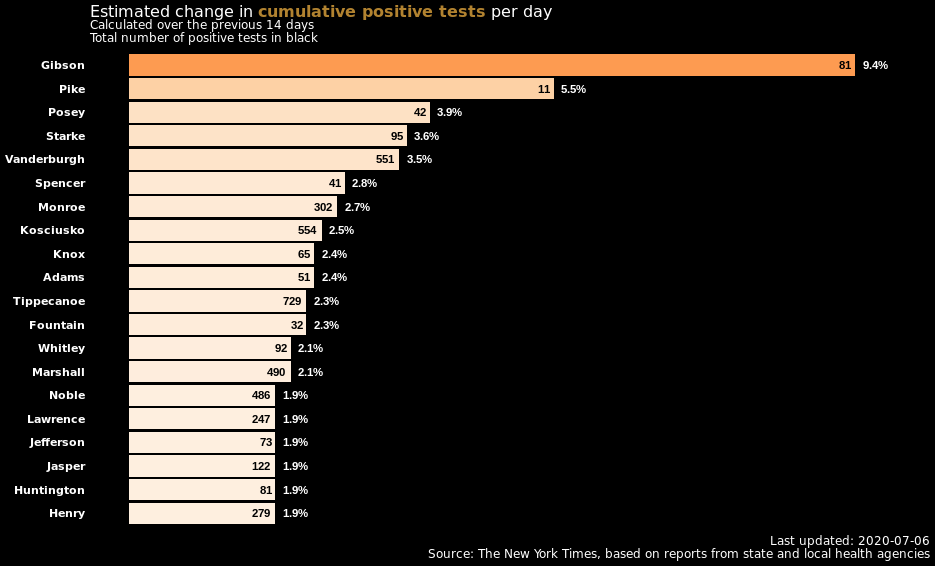 Estimated change in cumulative positive tests per day
Calculated over the previous 14 days
Total number of positive tests in black
Gibson 81 9.4%
Pike 11 5.5%
Posey 42 3.9%
Starke 95 3.6%
Vanderburgh 551 3.5%
Spencer 41 2.8%
Monroe 302 2.7%
Kosciusko 554 2.5%
Knox 65 2.4%
Adams 51 2.4%
Tippecanoe 729 2.3%
Fountain 32 2.3%
Whitley 92 2.1%
Marshall 490 2.1%
Noble 486 1.9%
Lawrence 247 1.9%
Jefferson 73 1.9%
Jasper 122 1.9%
Huntington 81 1.9%
Henry 279 1.9%
Last updated: 2020-07-06
Source: The New York Times, based on reports from state and local health agencies